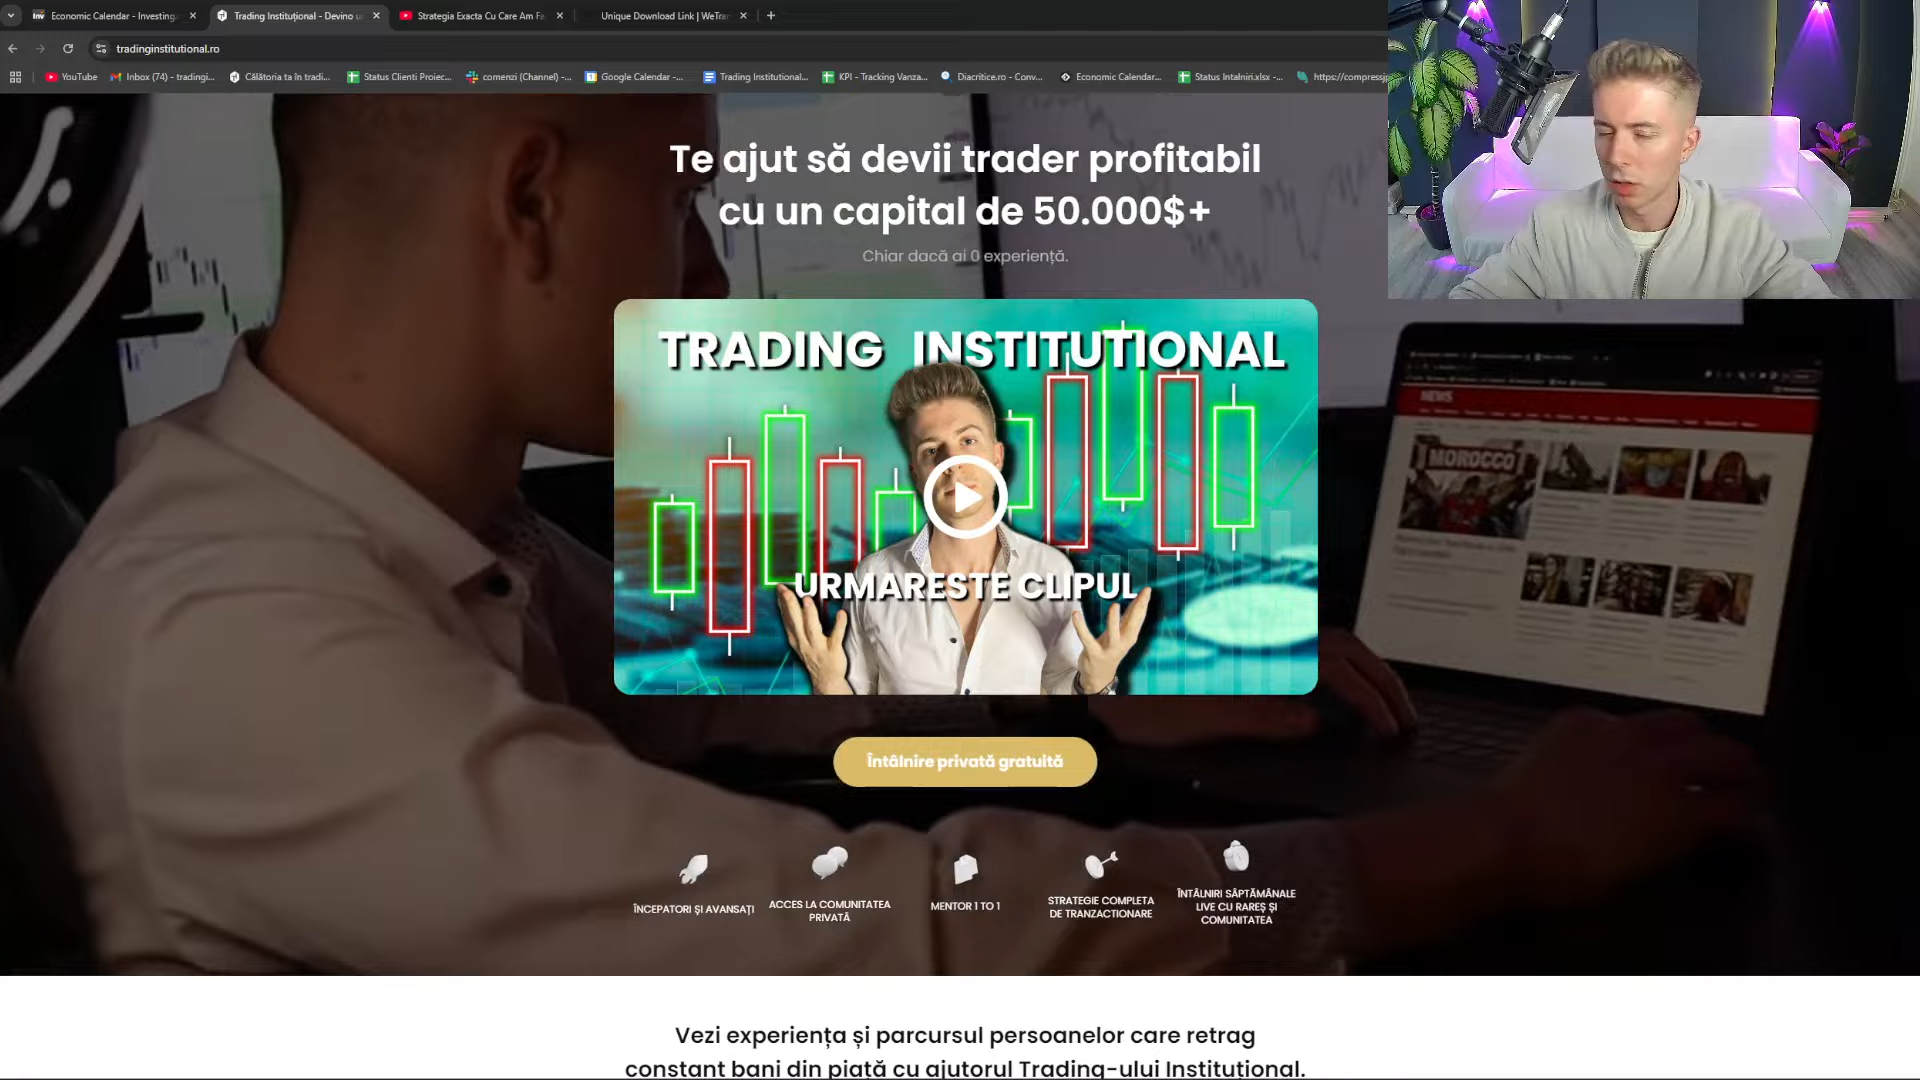 Economic Calendar - Investing.
Trading Instituțional - Devino u
Strategia Exacta Cu Care Am Fa
Unique Download Link | WeTra
tradinginstitutional.ro
YouTube
Inbox (74) - tradingi...
Călătoria ta în tradi...
Status Clienti Proiec...
comenzi (Channel) -...
Google Calendar -...
Trading Institutional...
KPI - Tracking Vanza...
Diacritice.ro - Conv...
Economic Calendar...
Status Intalniri.xlsx -...
https://compressjp
Te ajut să devii trader profitabil
cu un capital de 50.000$+
Chiar dacă ai 0 experiență.
TRADING INSTITUTIONAL
URMARESTE CLIPUL
NEWS
MOROCCO
Întâlnire privată gratuită
ÎNCEPATORI ȘI AVANSAȚI
ACCES LA COMUNITATEA
PRIVATĂ
MENTOR 1 TO 1
STRATEGIE COMPLETA
DE TRANZACTIONARE
ÎNTÂLNIRI SĂPTĂMÂNALE
LIVE CU RAREȘ ȘI
COMUNITATEA
Vezi experiența și parcursul persoanelor care retrag
constant bani din piață cu ajutorul Trading-ului Instituțional.